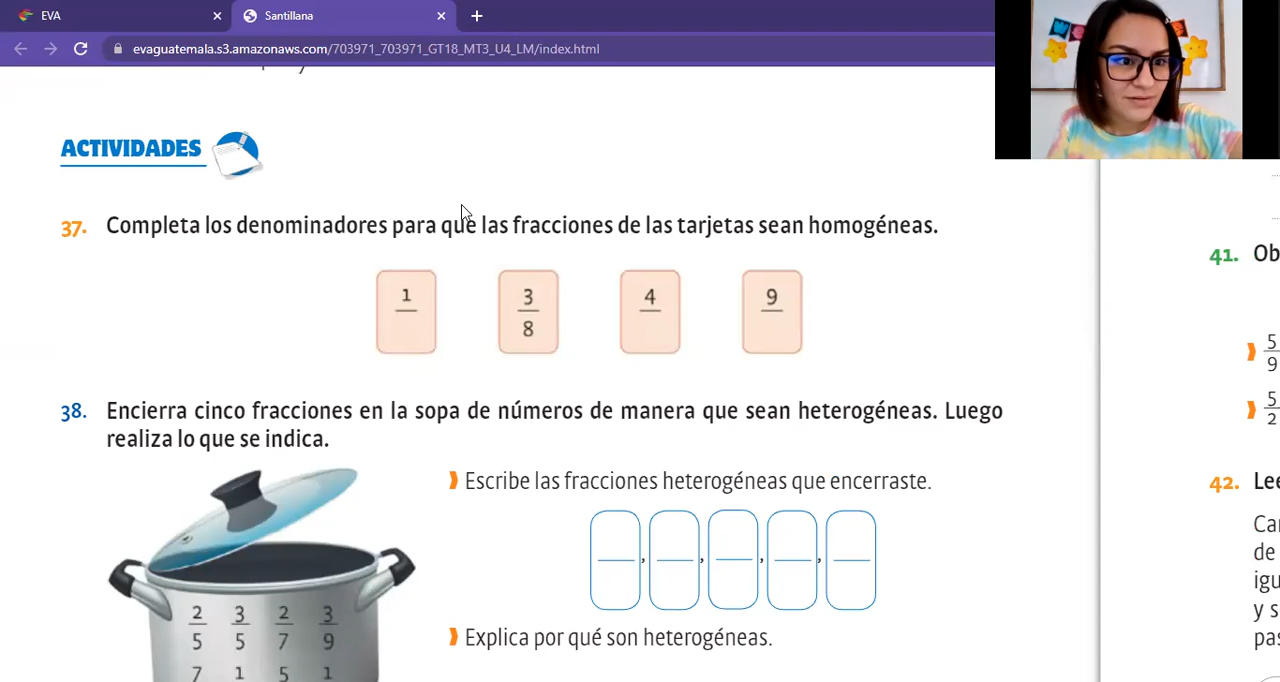 EVA
Santillana
evaguatemala.s3.amazonaws.com/703971_703971_GT18_MT3_U4_LM/index.html
ACTIVIDADES
37. Completa los denominadores para que las fracciones de las tarjetas sean homogéneas.
1 3 4 9
8
38. Encierra cinco fracciones en la sopa de números de manera que sean heterogéneas. Luego
realiza lo que se indica.
Escribe las fracciones heterogéneas que encerraste.
, , , ,
2 3 2 3
5 5 7 9
7 1 5 1
Explica por qué son heterogéneas.
41. Ob
5
9
5
2
42. Lee
Car
de
igu
y s
pas